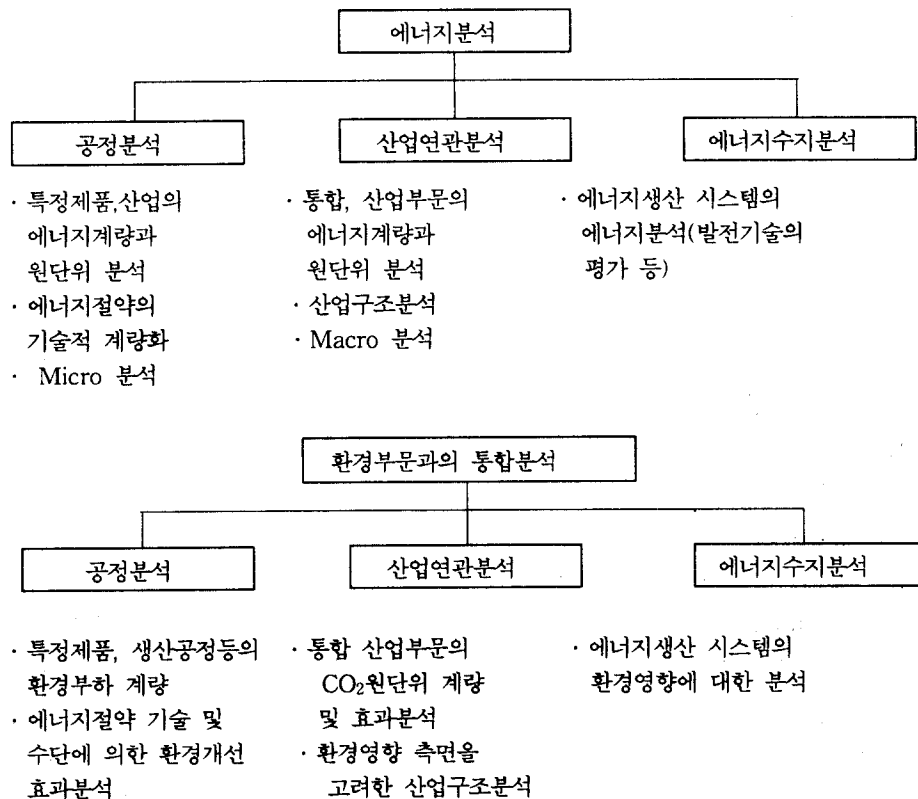 에너지분석
공정분석
산업연관분석
에너지수지분석
· 특정제품,산업의
에너지계량과
원단위 분석
· 에너지절약의
기술적 계량화
· Micro 분석
· 통합, 산업부문의
에너지계량과
원단위 분석
· 산업구조분석
· Macro 분석
· 에너지생산 시스템의
에너지분석(발전기술의
평가 등)
환경부문과의 통합분석
공정분석
산업연관분석
에너지수지분석
· 특정제품, 생산공정등의
환경부하 계량
· 에너지절약 기술 및
수단에 의한 환경개선
효과분석
· 통합 산업부문의
CO₂원단위 계량
및 효과분석
· 환경영향 측면을
고려한 산업구조분석
· 에너지생산 시스템의
환경영향에 대한 분석